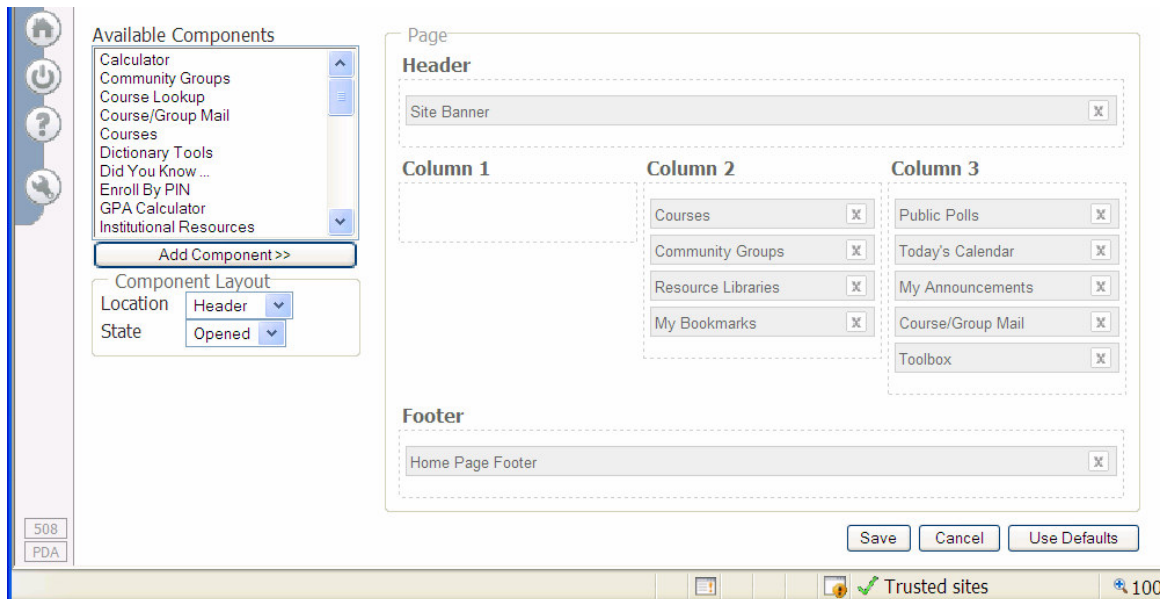 Available Components
Calculator
Community Groups
Course Lookup
Course/Group Mail
Courses
Dictionary Tools
Did You Know ...
Enroll By PIN
GPA Calculator
Institutional Resources
Add Component >>
Component Layout
Location Header
State Opened
Page
Header
Site Banner X
Column 1 Column 2 Column 3
Courses X Public Polls X
Community Groups X Today's Calendar X
Resource Libraries X My Announcements X
My Bookmarks X Course/Group Mail X
Toolbox X
Footer
Home Page Footer X
508
PDA
Save Cancel Use Defaults
Trusted sites 100